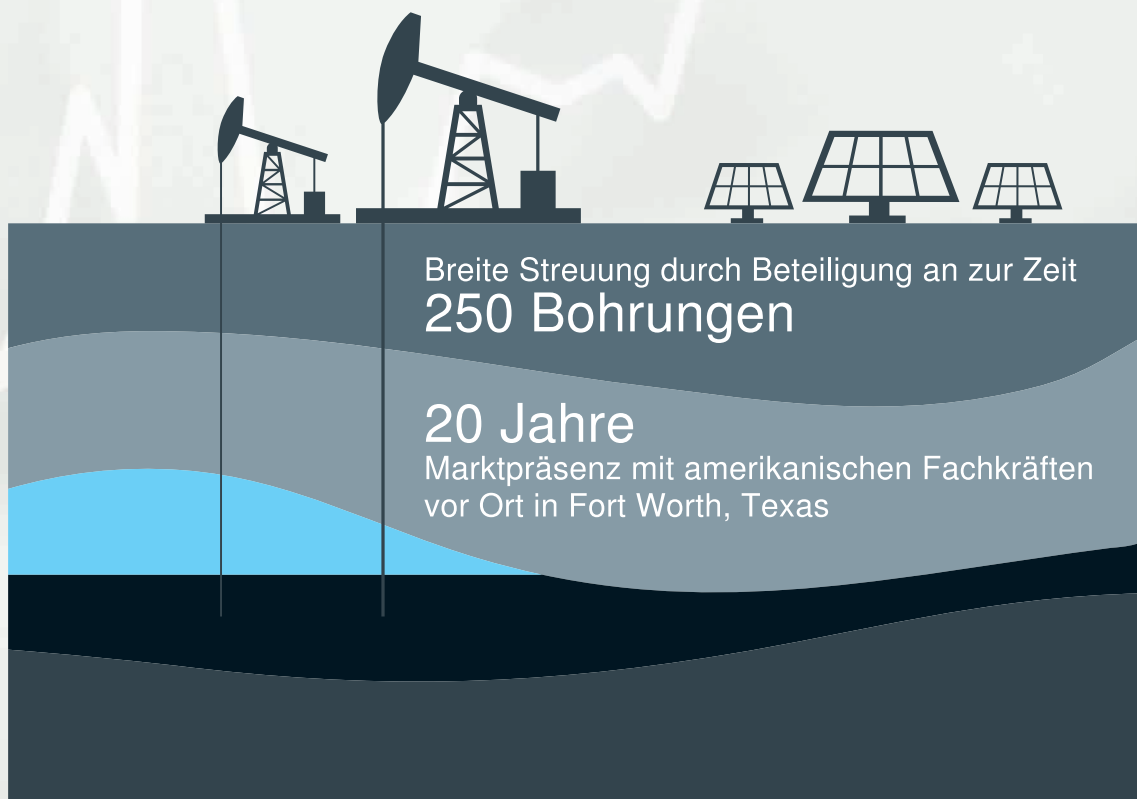 Breite Streuung durch Beteiligung an zur Zeit
250 Bohrungen
20 Jahre
Marktpräsenz mit amerikanischen Fachkräften
vor Ort in Fort Worth, Texas